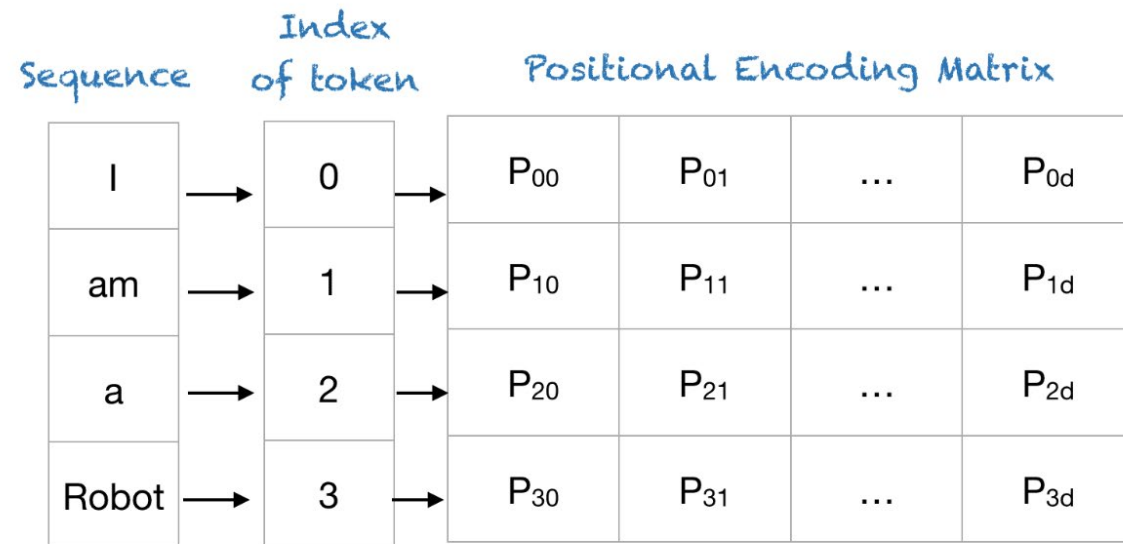 Index
Sequence of token Positional Encoding Matrix
I 0 P₀₀ P₀₁ ... P₀d
am 1 P₁₀ P₁₁ ... P₁d
a 2 P₂₀ P₂₁ ... P₂d
Robot 3 P₃₀ P₃₁ ... P₃d